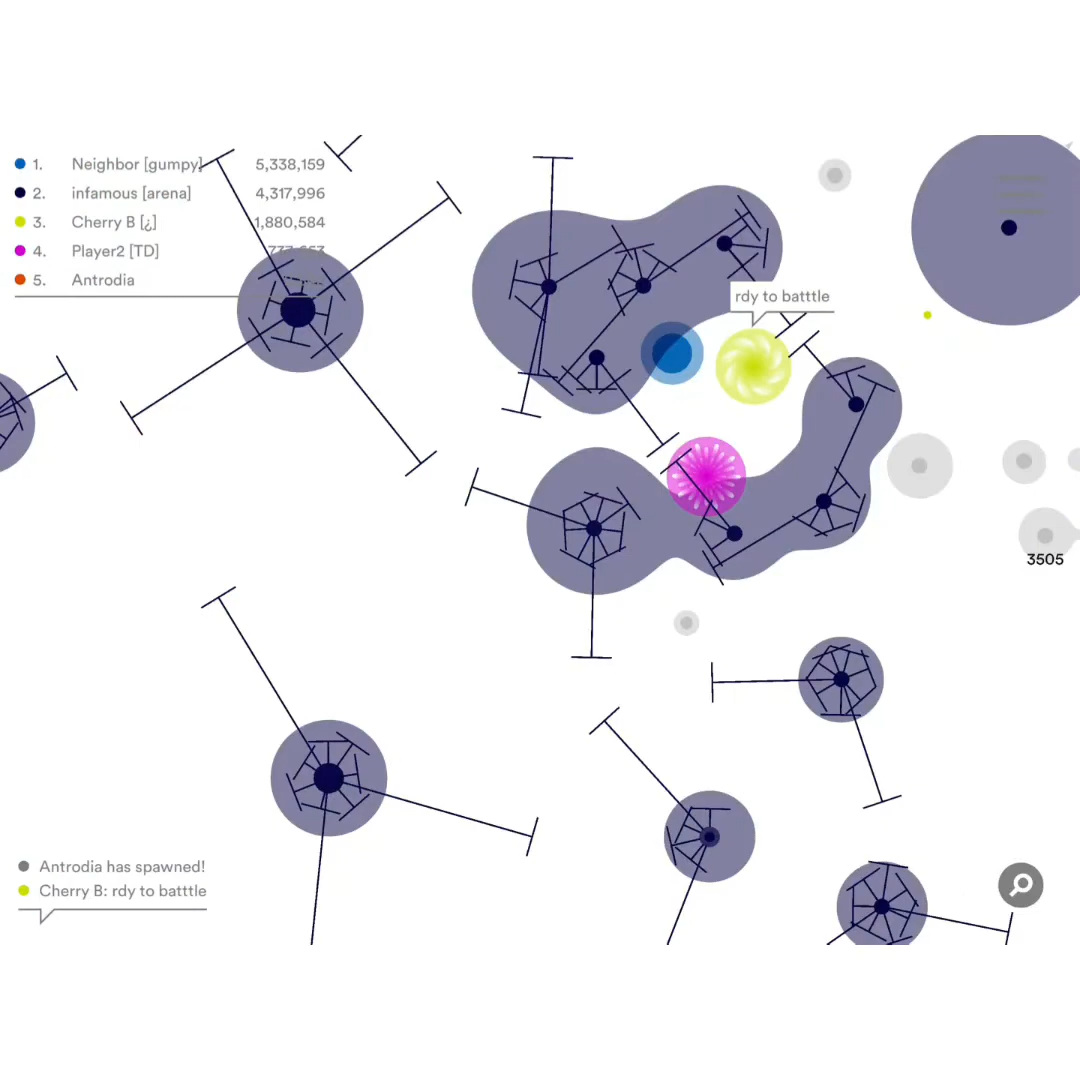 1. Neighbor [gumpy] 5,338,159
2. infamous [arena] 4,317,996
3. Cherry B [¿] 1,880,584
4. Player2 [TD]
5. Antrodia
rdy to batttle
3505
Antrodia has spawned!
Cherry B: rdy to batttle